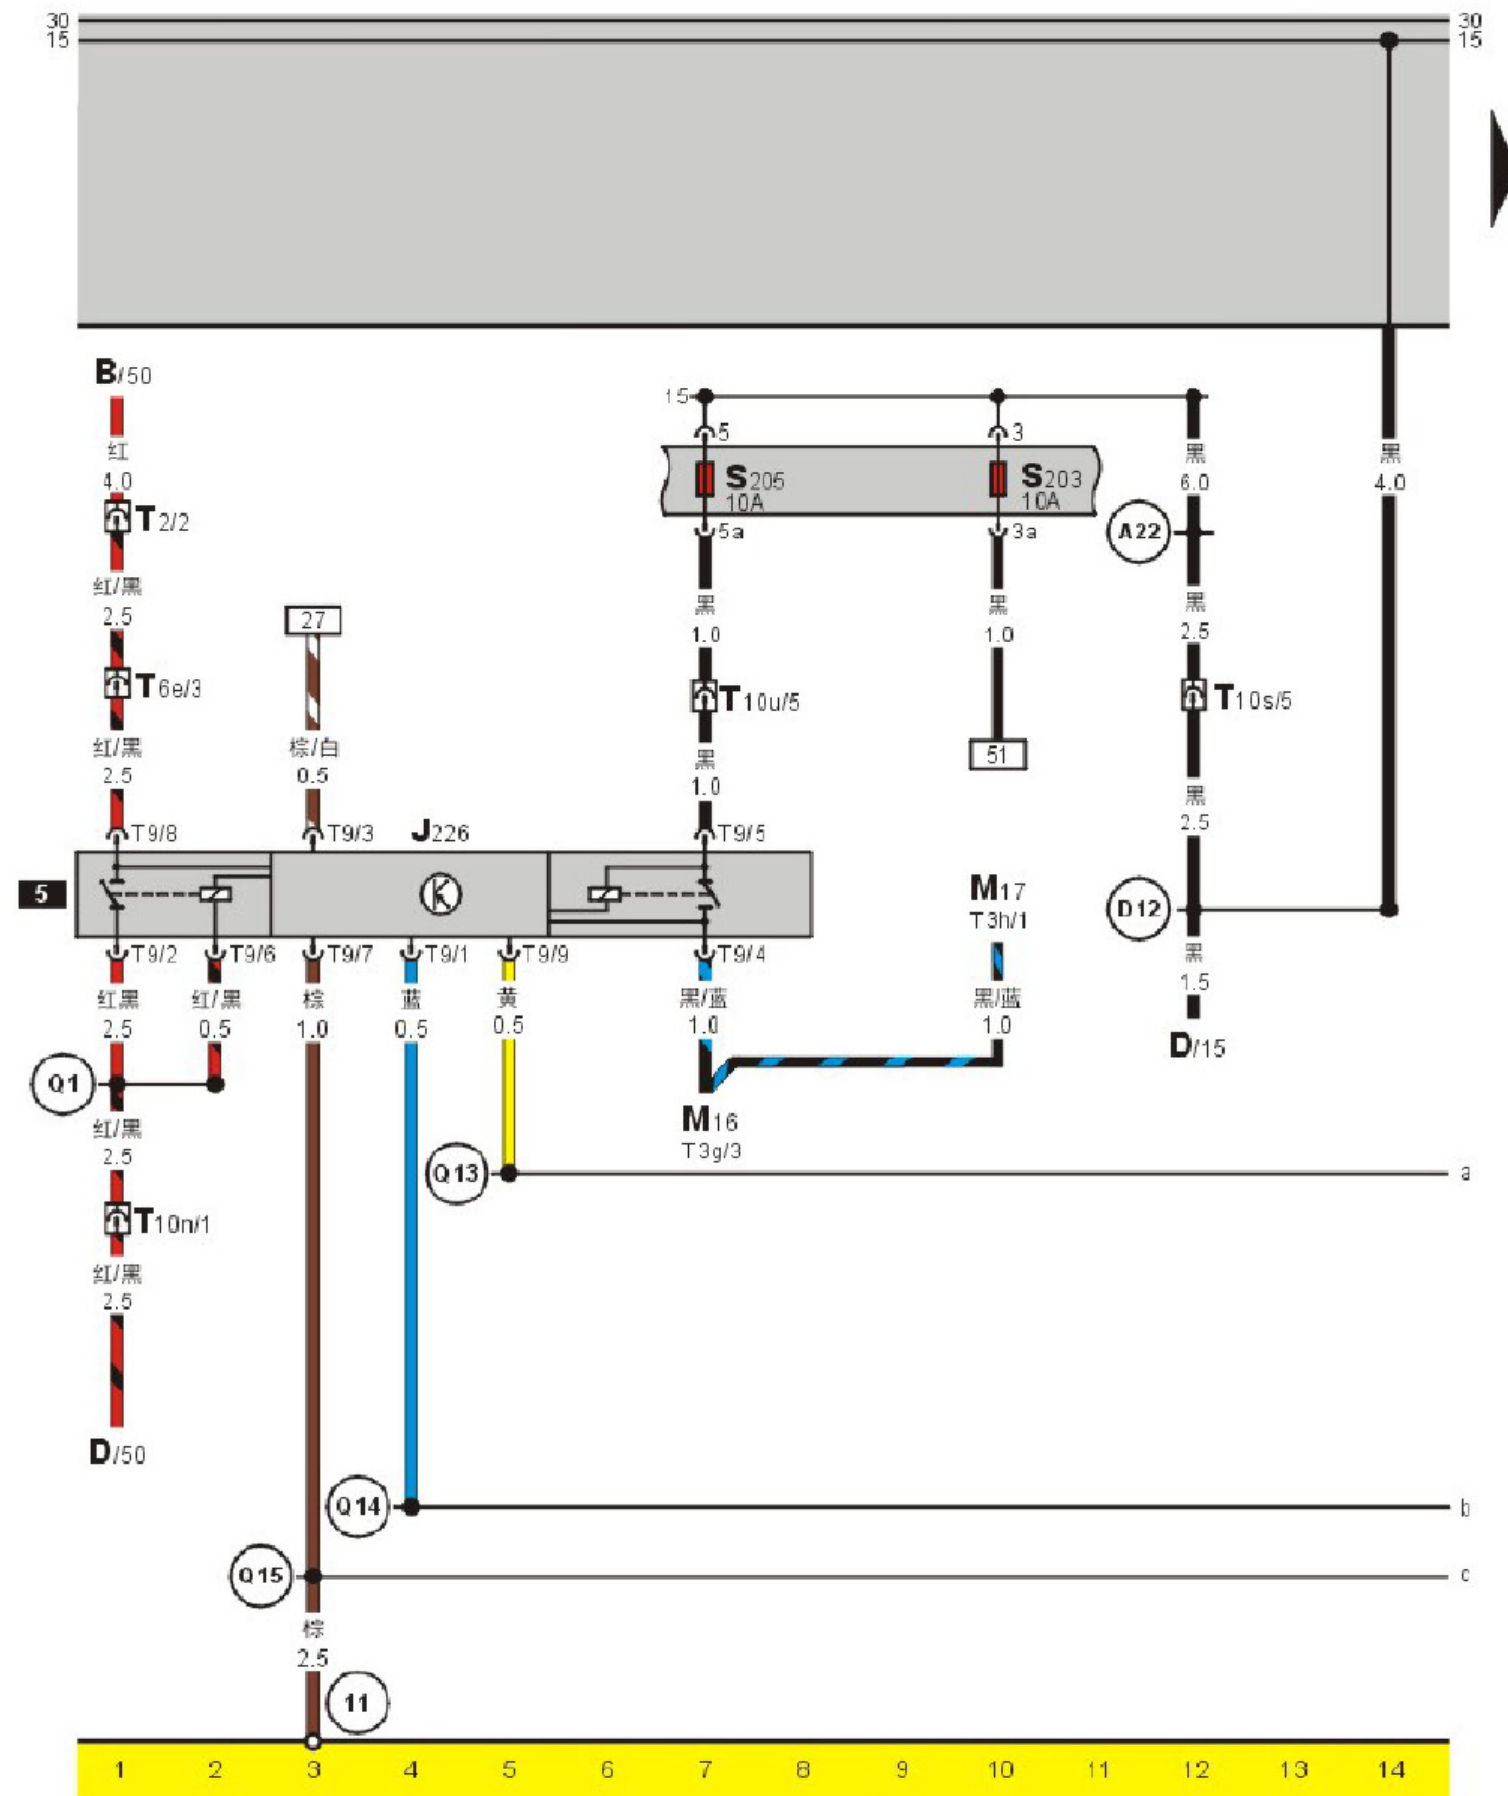 30 30
15 15
B/50
15
5 3
红
4.0
S205
10A
S203
10A
黑
6.0
黑
4.0
T2/2
5a 3a
A22
红/黑
2.5
27
黑
1.0
黑
1.0
黑
2.5
T6e/3
T10u/5
T10s/5
红/黑
2.5
棕/白
0.5
黑
1.0
51
黑
2.5
T9/8 T9/3 J226 T9/5
5
K
M17
T3h/1
D12
T9/2 T9/6 T9/7 T9/1 T9/9 T9/4
红黑
2.5
红/黑
0.5
棕
1.0
蓝
0.5
黄
0.5
黑/蓝
1.0
黑/蓝
1.0
黑
1.5
D/15
Q1
红/黑
2.5
M16
T3g/3
Q13
a
T10n/1
红/黑
2.5
D/50
Q14
b
Q15
c
棕
2.5
11
1 2 3 4 5 6 7 8 9 10 11 12 13 14